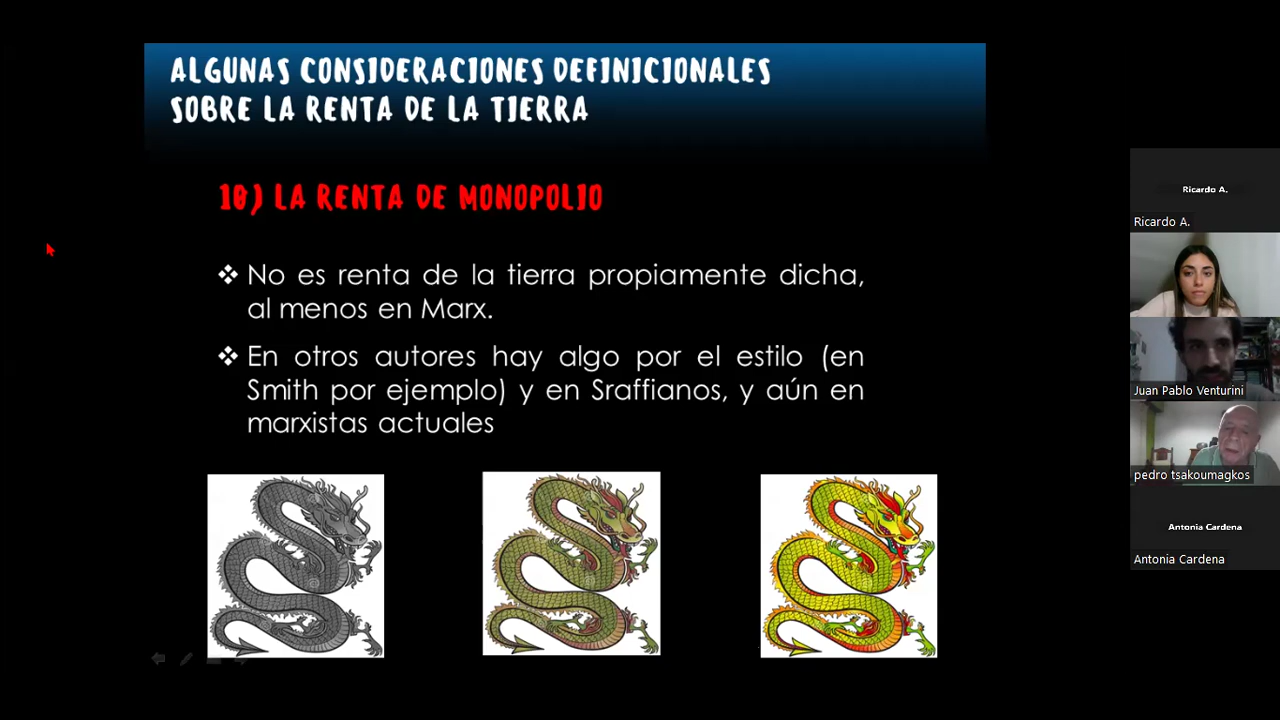 ALGUNAS CONSIDERACIONES DEFINICIONALES
SOBRE LA RENTA DE LA TIERRA
10) LA RENTA DE MONOPOLIO
❖ No es renta de la tierra propiamente dicha,
al menos en Marx.
❖ En otros autores hay algo por el estilo (en
Smith por ejemplo) y en Sraffianos, y aún en
marxistas actuales
Ricardo A.
Ricardo A.
Juan Pablo Venturini
pedro tsakoumagkos
Antonia Cardena
Antonia Cardena